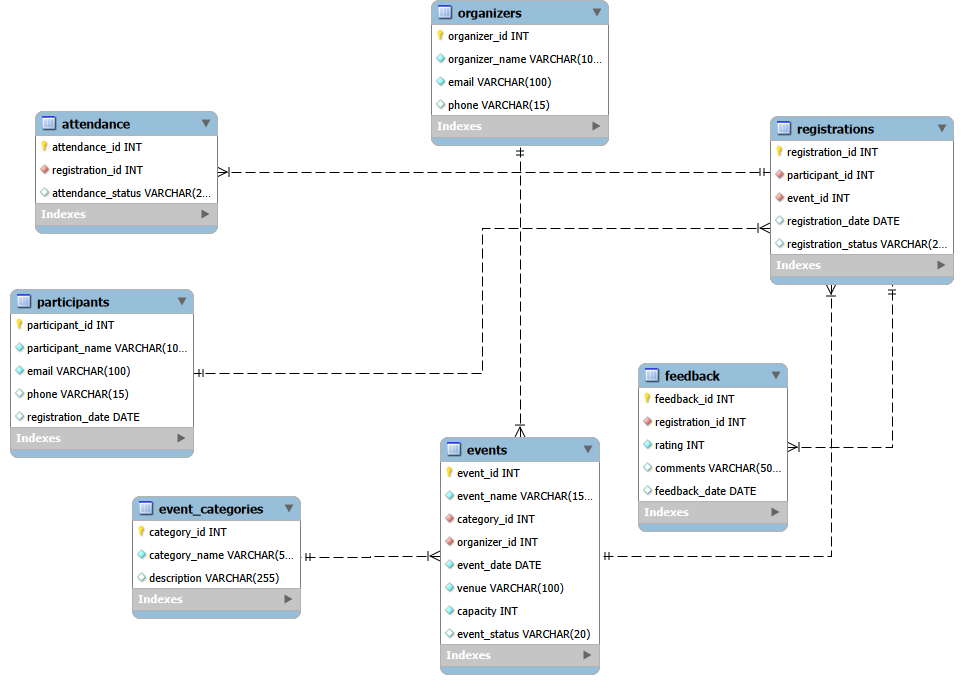 organizers
organizer_id INT
organizer_name VARCHAR(10...
email VARCHAR(100)
phone VARCHAR(15)
Indexes
attendance
attendance_id INT
registration_id INT
attendance_status VARCHAR(2...
Indexes
registrations
registration_id INT
participant_id INT
event_id INT
registration_date DATE
registration_status VARCHAR(2...
Indexes
participants
participant_id INT
participant_name VARCHAR(10...
email VARCHAR(100)
phone VARCHAR(15)
registration_date DATE
Indexes
feedback
feedback_id INT
registration_id INT
rating INT
comments VARCHAR(50...
feedback_date DATE
Indexes
events
event_id INT
event_name VARCHAR(15...
category_id INT
organizer_id INT
event_date DATE
venue VARCHAR(100)
capacity INT
event_status VARCHAR(20)
Indexes
event_categories
category_id INT
category_name VARCHAR(5...
description VARCHAR(255)
Indexes